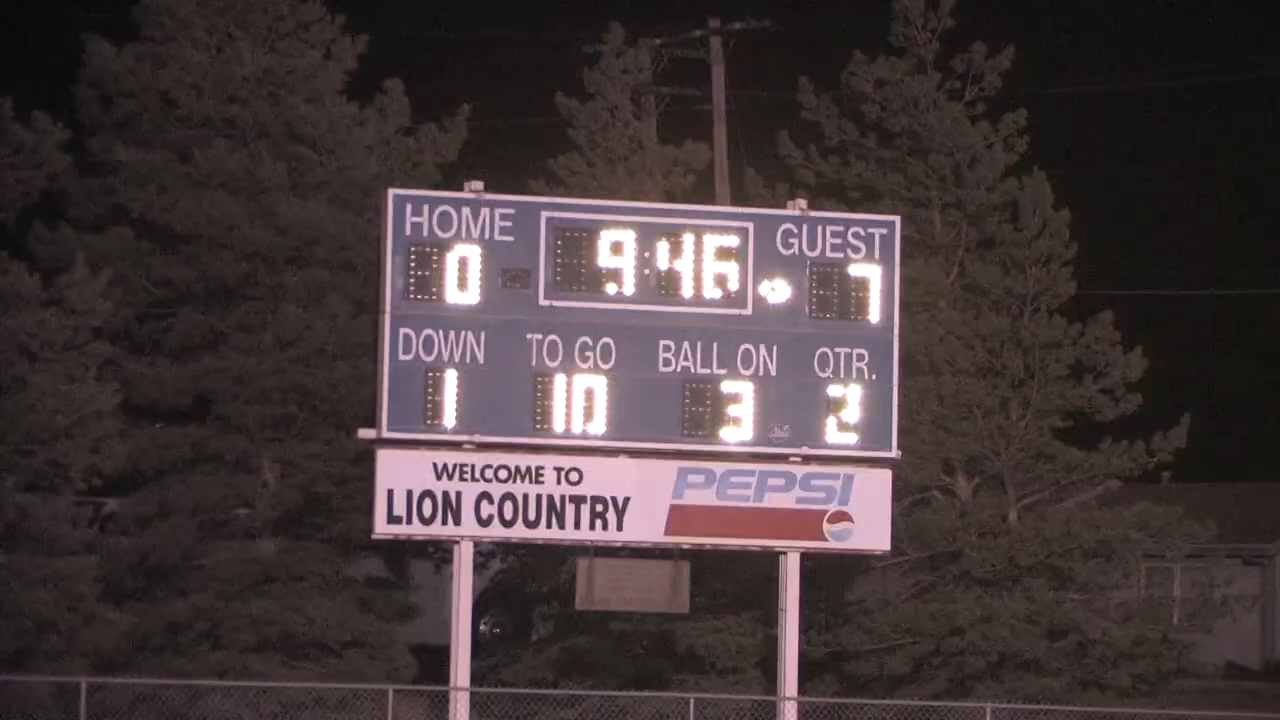 HOME 9:46 GUEST
0 7
DOWN TO GO BALL ON QTR.
1 10 3 2
WELCOME TO
LION COUNTRY
PEPSI